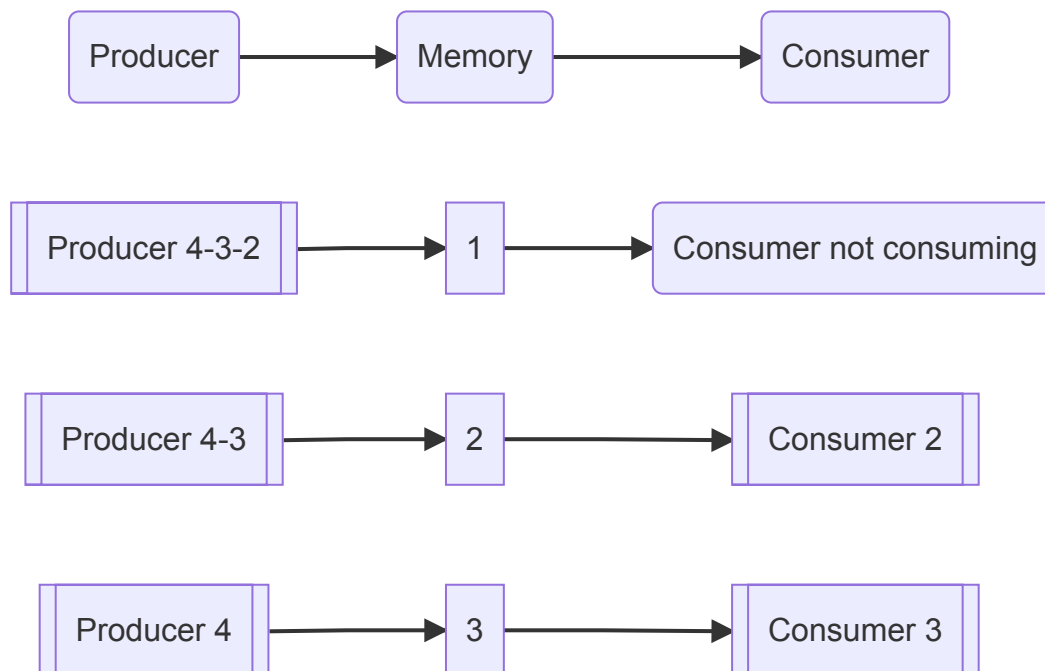 Producer
Memory
Consumer
Producer 4-3-2
1
Consumer not consuming
Producer 4-3
2
Consumer 2
Producer 4
3
Consumer 3